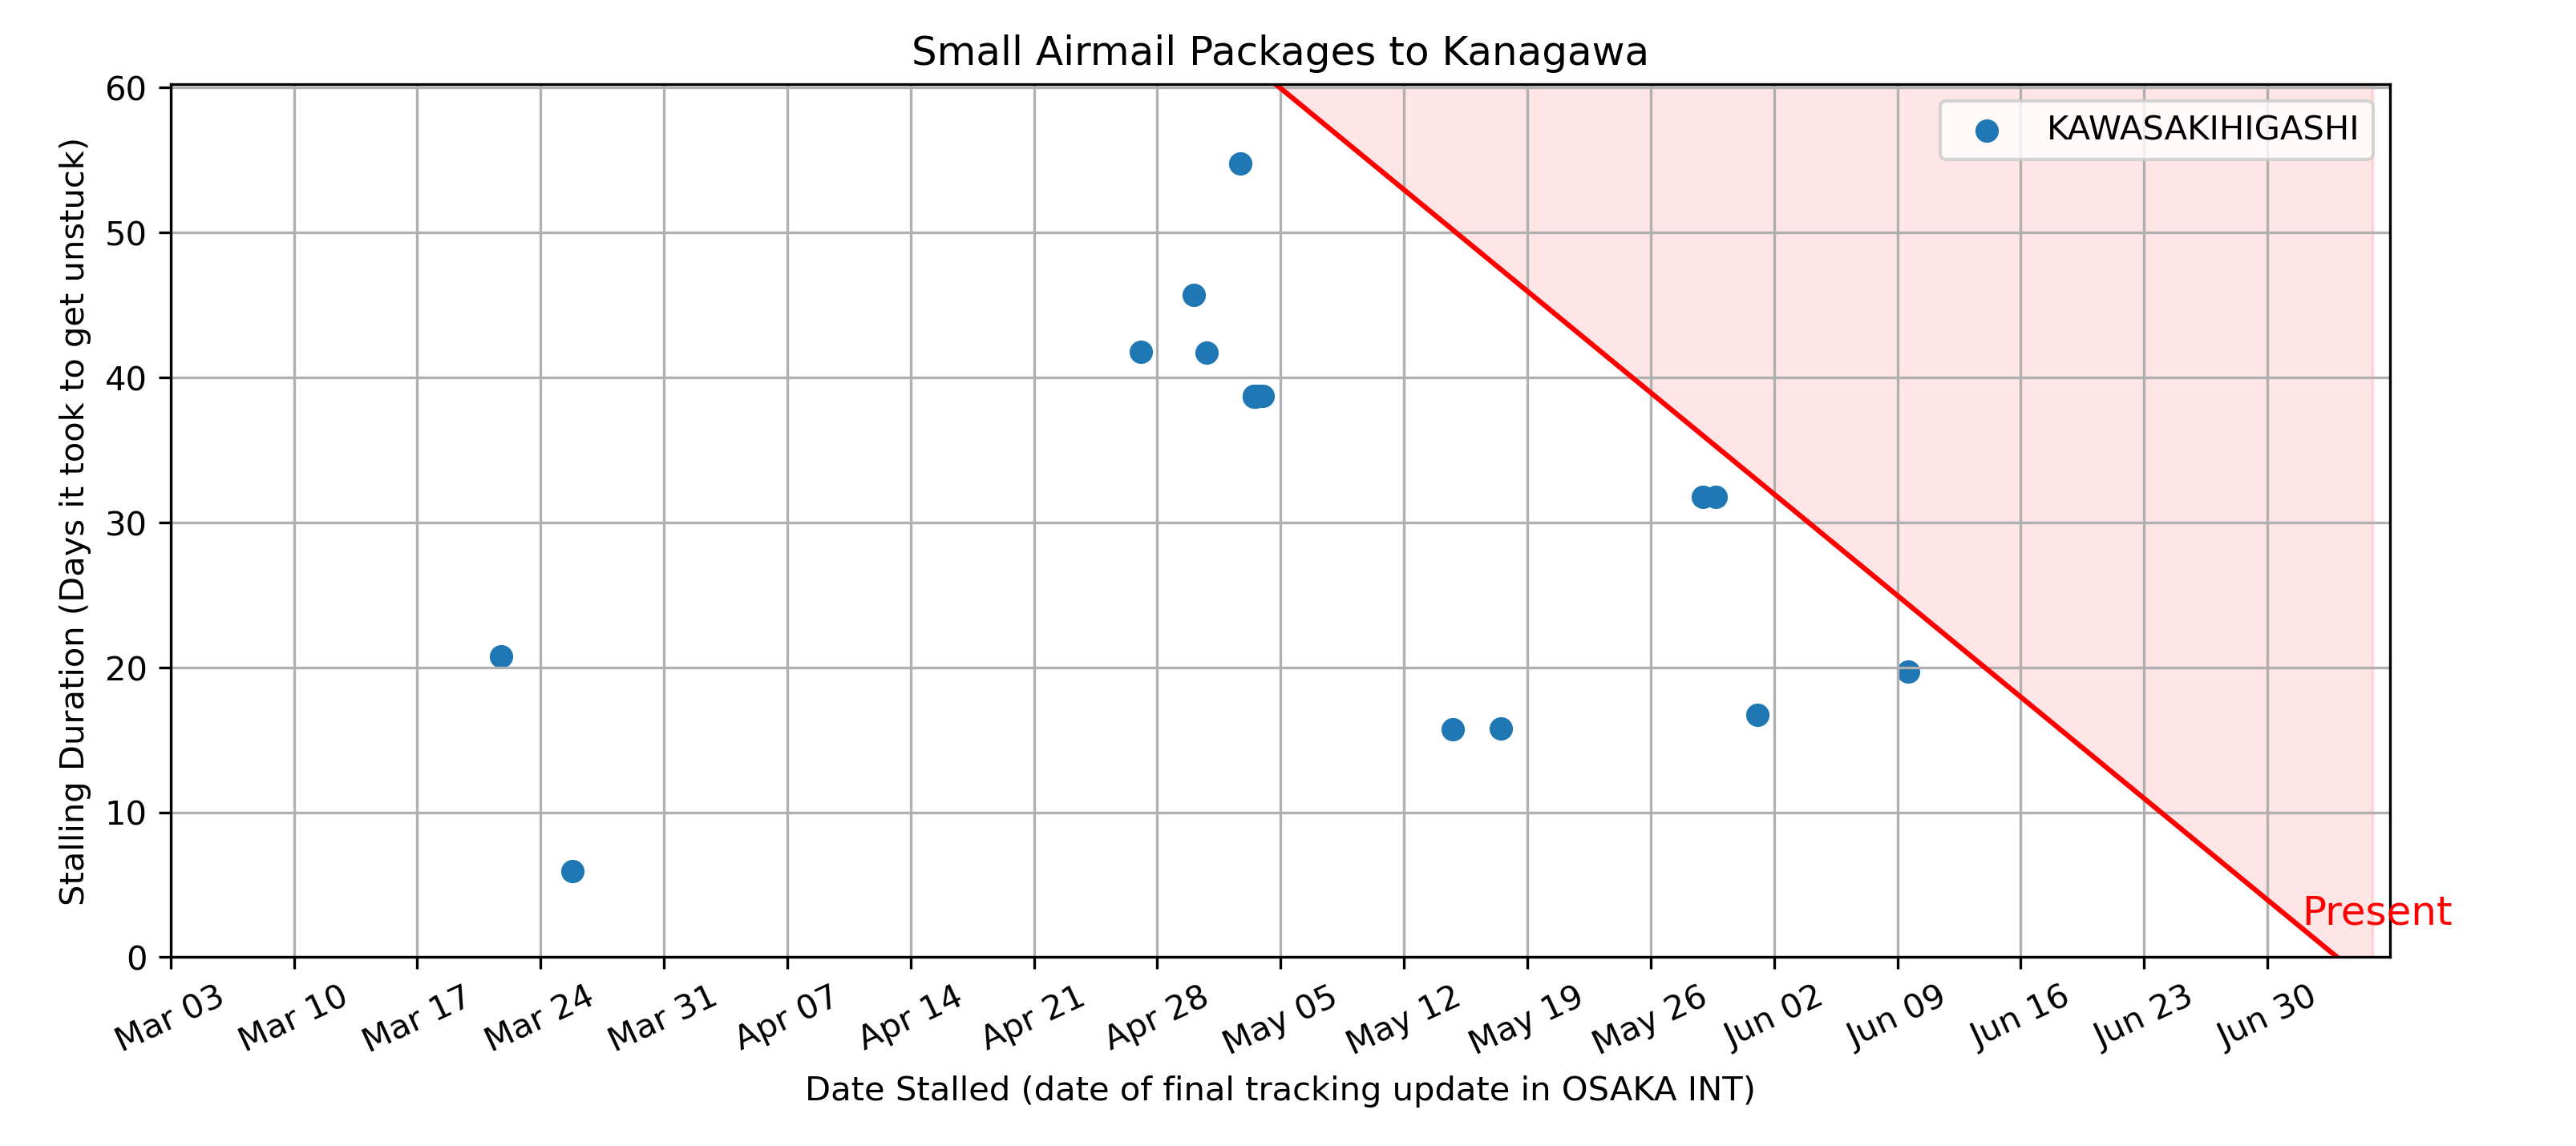 Small Airmail Packages to Kanagawa
KAWASAKIHIGASHI
Stalling Duration (Days it took to get unstuck)
60
50
40
30
20
10
0
Present
Mar 03
Mar 10
Mar 17
Mar 24
Mar 31
Apr 07
Apr 14
Apr 21
Apr 28
May 05
May 12
May 19
May 26
Jun 02
Jun 09
Jun 16
Jun 23
Jun 30
Date Stalled (date of final tracking update in OSAKA INT)